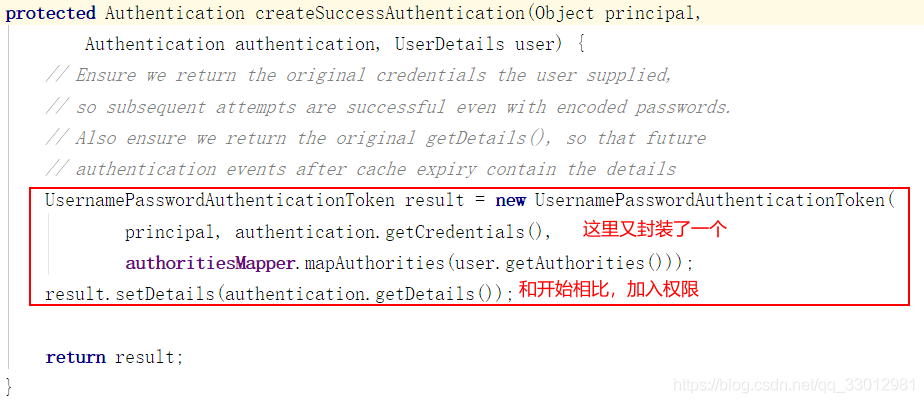 protected Authentication createSuccessAuthentication(Object principal,
Authentication authentication, UserDetails user) {
// Ensure we return the original credentials the user supplied,
// so subsequent attempts are successful even with encoded passwords.
// Also ensure we return the original getDetails(), so that future
// authentication events after cache expiry contain the details
UsernamePasswordAuthenticationToken result = new UsernamePasswordAuthenticationToken(
principal, authentication.getCredentials(), 这里又封装了一个
authoritiesMapper.mapAuthorities(user.getAuthorities()));
result.setDetails(authentication.getDetails()); 和开始相比，加入权限
return result;
}
https://blog.csdn.net/qq_33012981